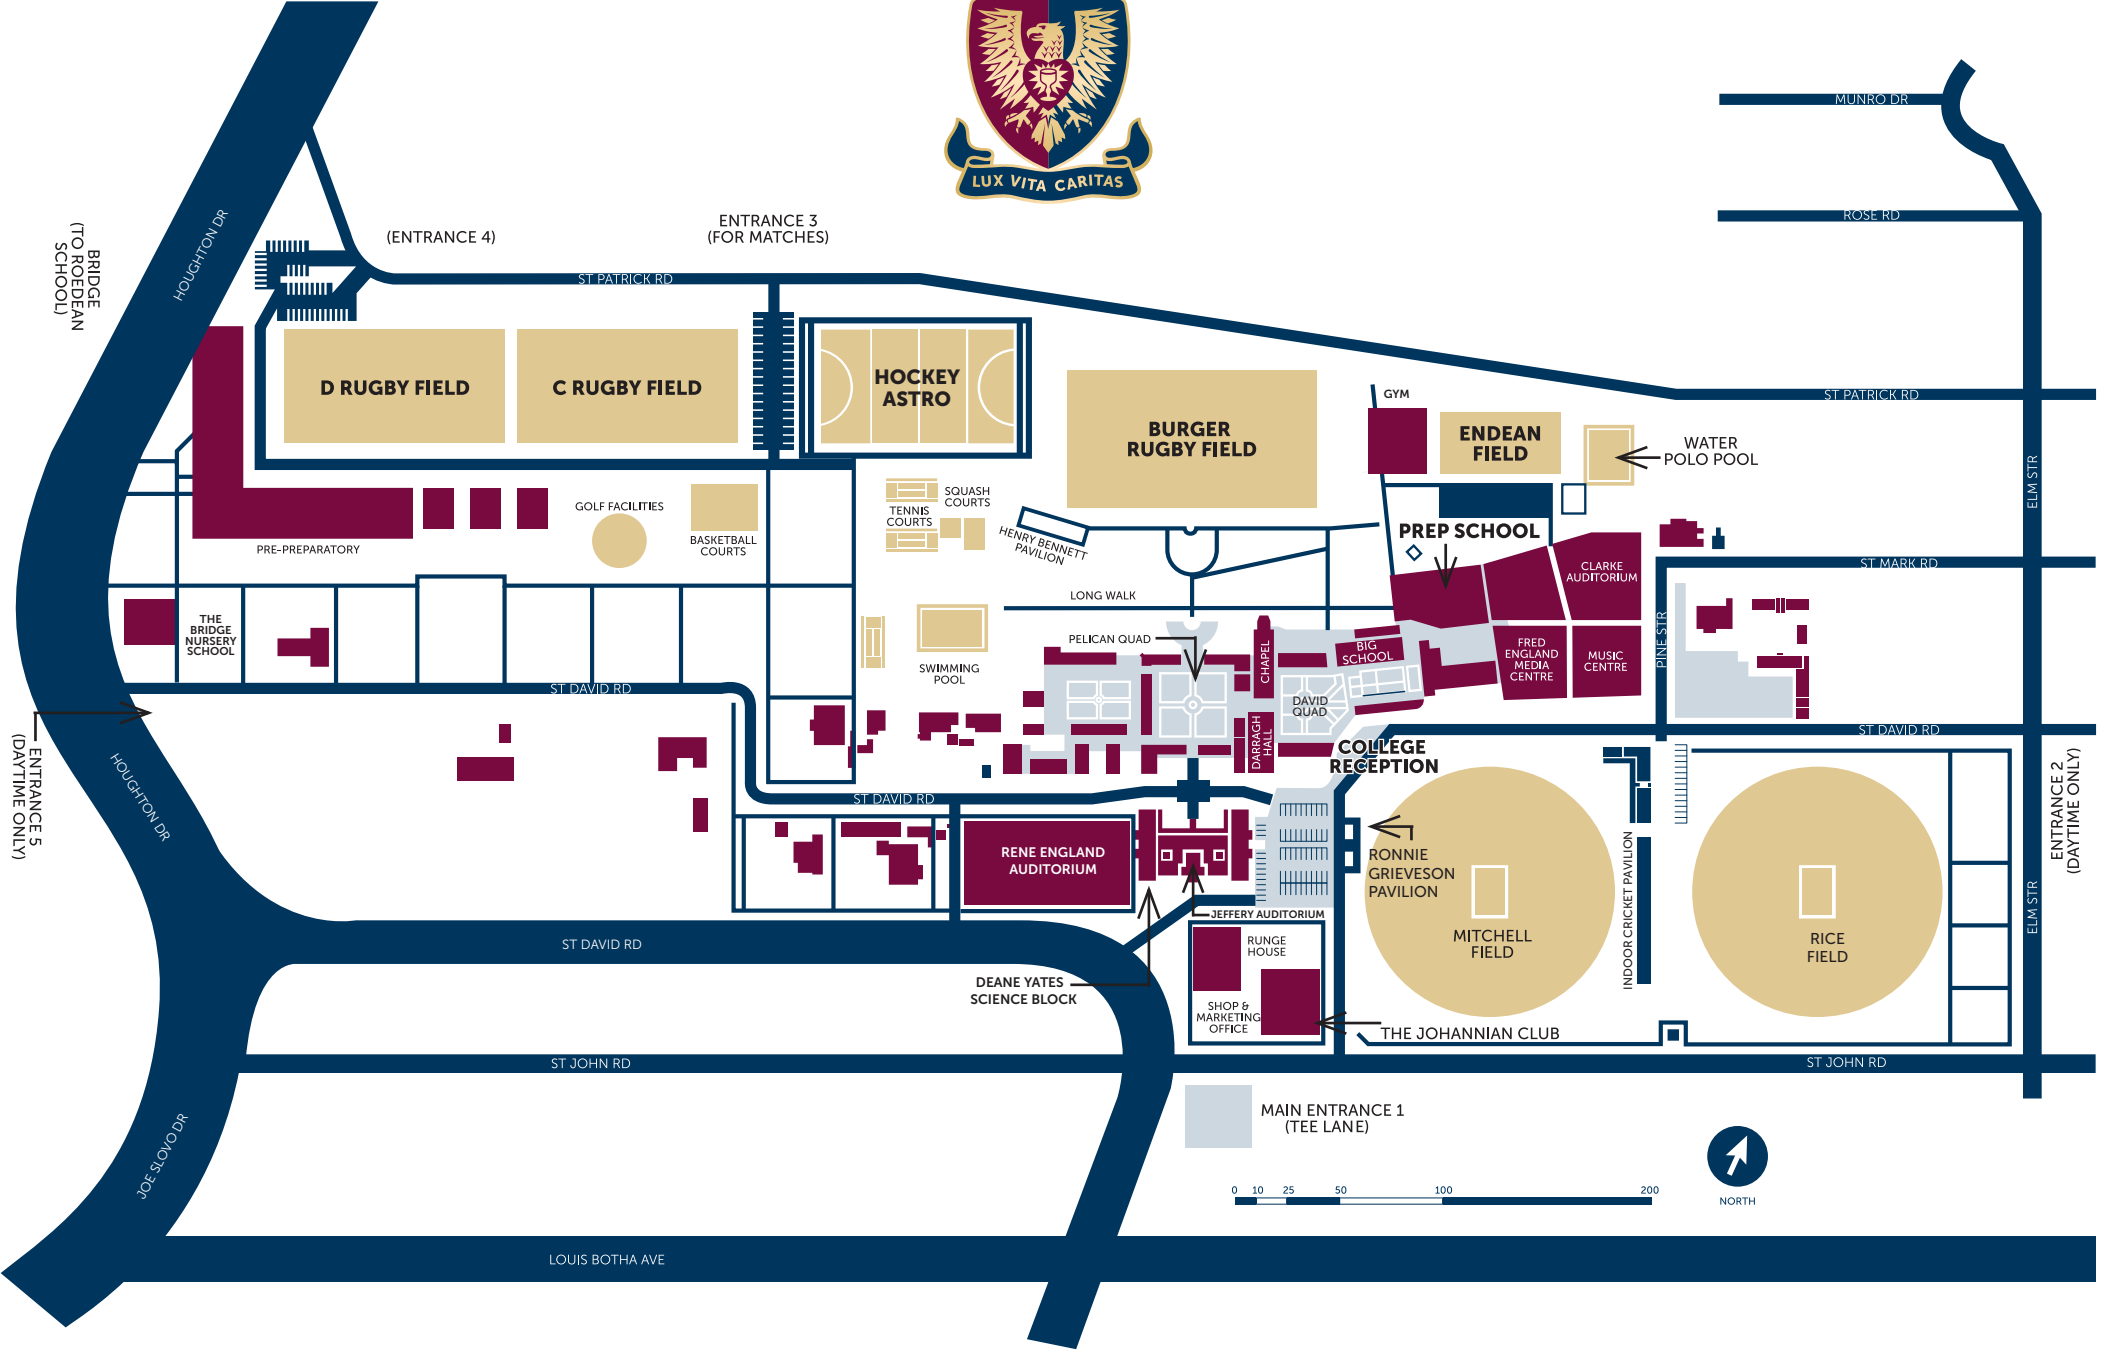 LUX VITA CARITAS
MUNRO DR
ROSE RD
BRIDGE
(TO ROEDEAN
SCHOOL)
HOUGHTON DR
(ENTRANCE 4)
ENTRANCE 3
(FOR MATCHES)
ST PATRICK RD
D RUGBY FIELD
C RUGBY FIELD
HOCKEY
ASTRO
BURGER
RUGBY FIELD
GYM
ENDEAN
FIELD
WATER
POLO POOL
ST PATRICK RD
ELM STR
GOLF FACILITIES
BASKETBALL
COURTS
SQUASH
COURTS
TENNIS
COURTS
HENRY BENNETT
PAVILION
PREP SCHOOL
PRE-PREPARATORY
CLARKE
AUDITORIUM
ST MARK RD
LONG WALK
THE
BRIDGE
NURSERY
SCHOOL
PELICAN QUAD
CHAPEL
BIG
SCHOOL
FRED
ENGLAND
MEDIA
CENTRE
MUSIC
CENTRE
PINE STR
SWIMMING
POOL
ST DAVID RD
DAVID
QUAD
DARRAGH
HALL
COLLEGE
RECEPTION
ST DAVID RD
ENTRANCE 5
(DAYTIME ONLY)
HOUGHTON DR
ENTRANCE 2
(DAYTIME ONLY)
ST DAVID RD
RENE ENGLAND
AUDITORIUM
RONNIE
GRIEVESON
PAVILION
INDOOR CRICKET PAVILION
ELM STR
JEFFERY AUDITORIUM
MITCHELL
FIELD
RICE
FIELD
ST DAVID RD
RUNGE
HOUSE
DEANE YATES
SCIENCE BLOCK
SHOP &
MARKETING
OFFICE
THE JOHANNIAN CLUB
ST JOHN RD
ST JOHN RD
MAIN ENTRANCE 1
(TEE LANE)
JOE SLOVO DR
0 10 25 50 100 200
NORTH
LOUIS BOTHA AVE